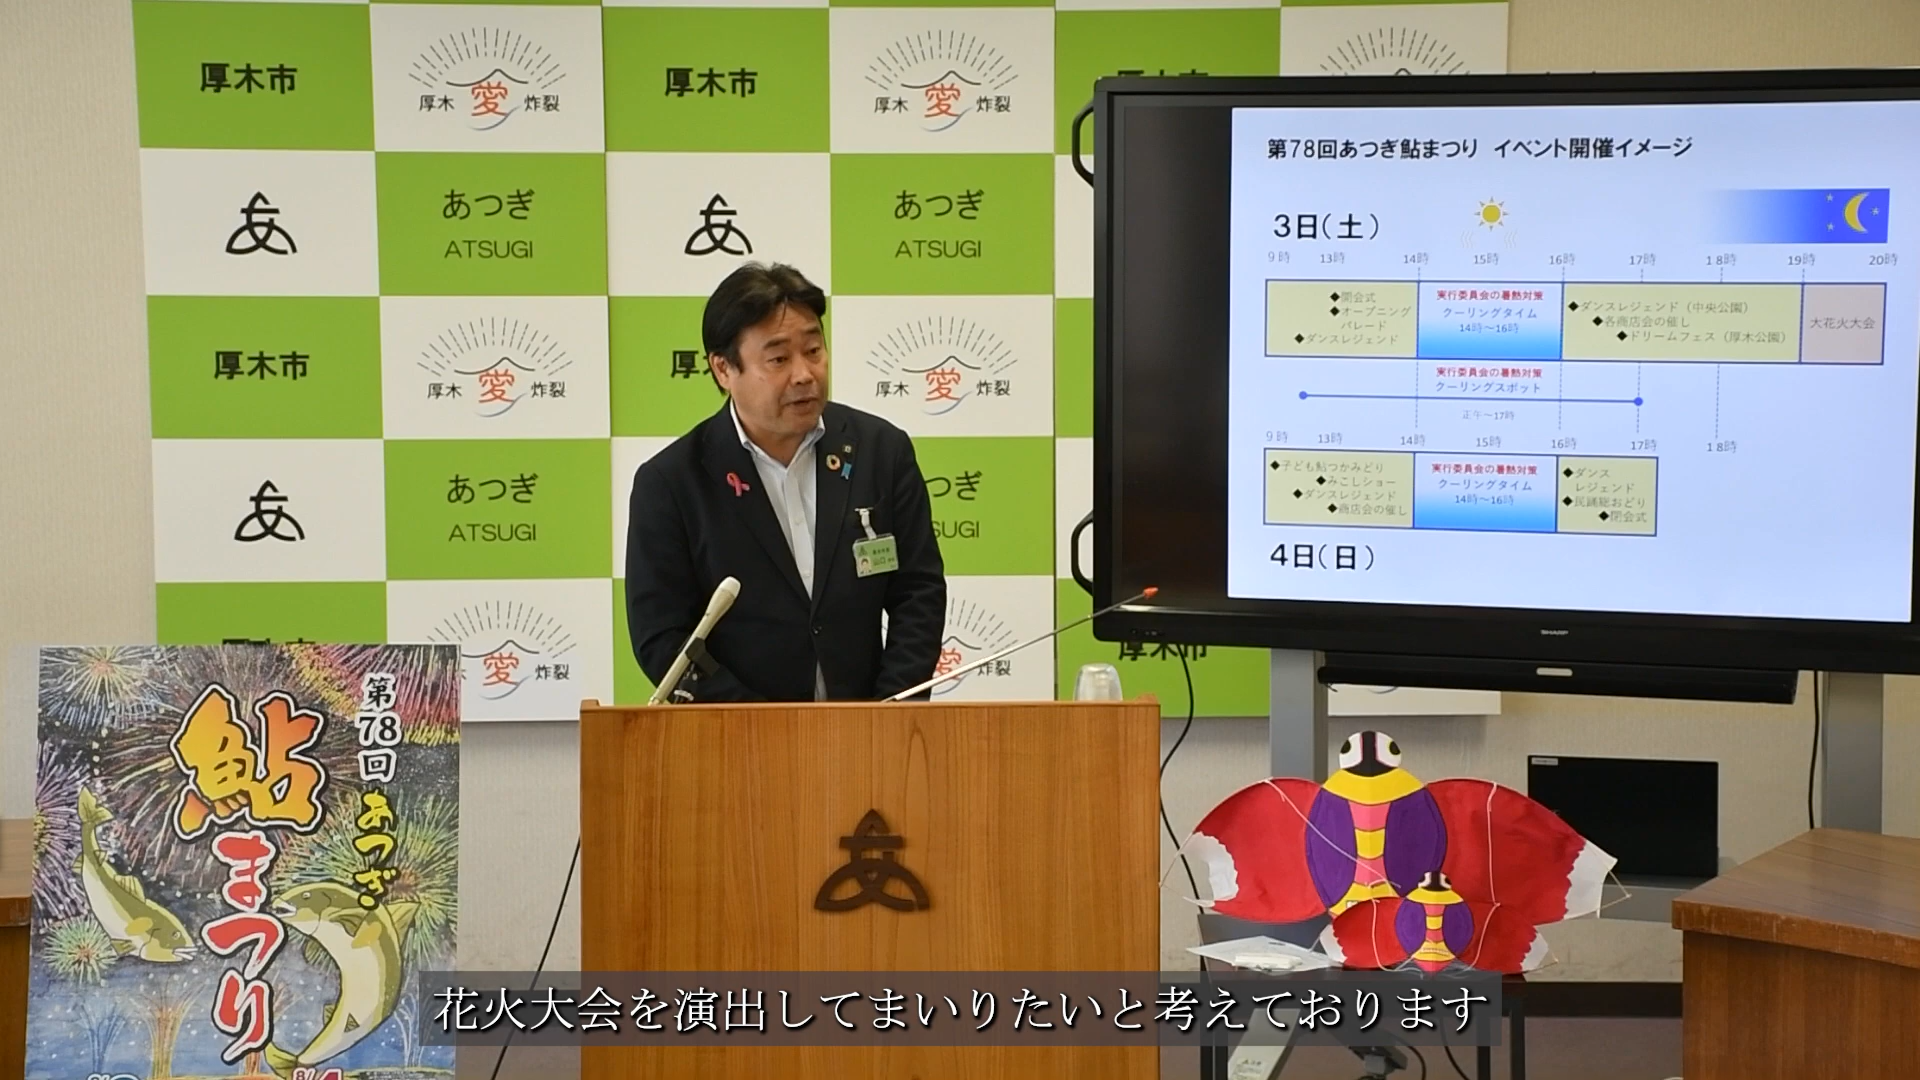 厚木市
厚木 愛 炸裂
厚木市
厚木 愛 炸裂
あつぎ
ATSUGI
あつぎ
ATSUGI
厚木市
厚木 愛 炸裂
厚木 愛 炸裂
あつぎ
ATSUGI
愛 炸裂
愛 炸裂
厚木市
第78回あつぎ鮎まつり イベント開催イメージ
3日(土)
9時 13時 14時 15時 16時 17時 18時 19時 20時
◆開会式
◆オープニング
パレード
◆ダンスレジェンド
実行委員会の暑熱対策
クーリングタイム
14時～16時
◆ダンスレジェンド（中央公園）
◆各商店会の催し
◆ドリームフェス（厚木公園）
大花火大会
実行委員会の暑熱対策
クーリングスポット
正午～17時
9時 13時 14時 15時 16時 17時 18時
◆子ども鮎つかみどり
◆みこしショー
◆ダンスレジェンド
◆商店会の催し
実行委員会の暑熱対策
クーリングタイム
14時～16時
◆ダンス
レジェンド
◆民踊総おどり
◆閉会式
4日(日)
SHARP
第78回
あつぎ
鮎まつり
花火大会を演出してまいりたいと考えております